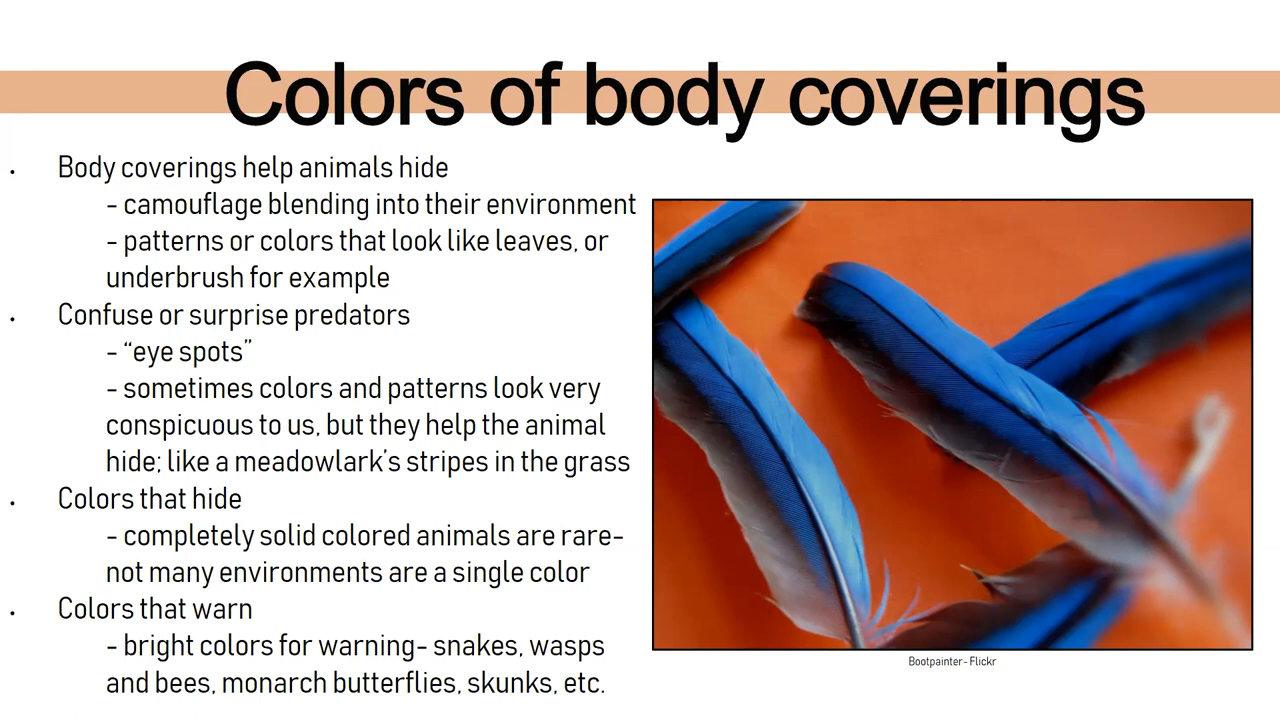 Colors of body coverings
• Body coverings help animals hide
- camouflage blending into their environment
- patterns or colors that look like leaves, or
underbrush for example
• Confuse or surprise predators
- “eye spots”
- sometimes colors and patterns look very
conspicuous to us, but they help the animal
hide; like a meadowlark’s stripes in the grass
• Colors that hide
- completely solid colored animals are rare-
not many environments are a single color
• Colors that warn
- bright colors for warning- snakes, wasps
and bees, monarch butterflies, skunks, etc.
Bootpainter- Flickr